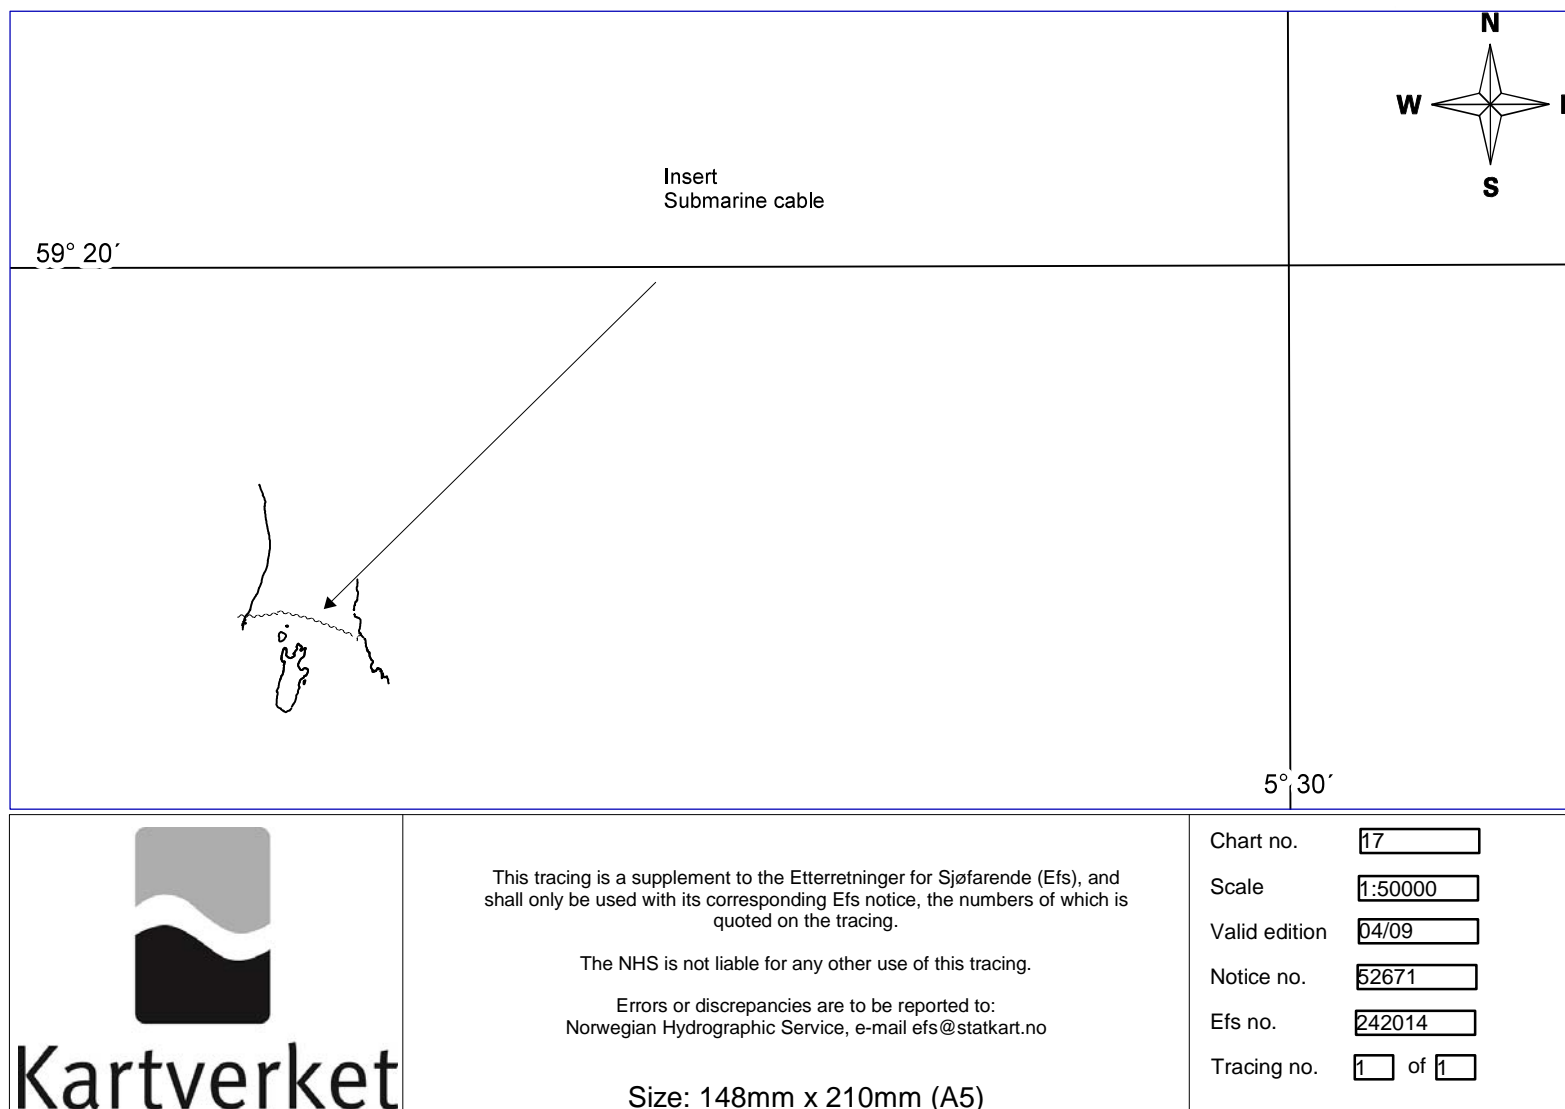 N
W
S
Insert
Submarine cable
59° 20´
5° 30´
Kartverket
This tracing is a supplement to the Etterretninger for Sjøfarende (Efs), and
shall only be used with its corresponding Efs notice, the numbers of which is
quoted on the tracing.
The NHS is not liable for any other use of this tracing.
Errors or discrepancies are to be reported to:
Norwegian Hydrographic Service, e-mail efs@statkart.no
Size: 148mm x 210mm (A5)
Chart no. 17
Scale 1:50000
Valid edition 04/09
Notice no. 52671
Efs no. 242014
Tracing no. 1 of 1